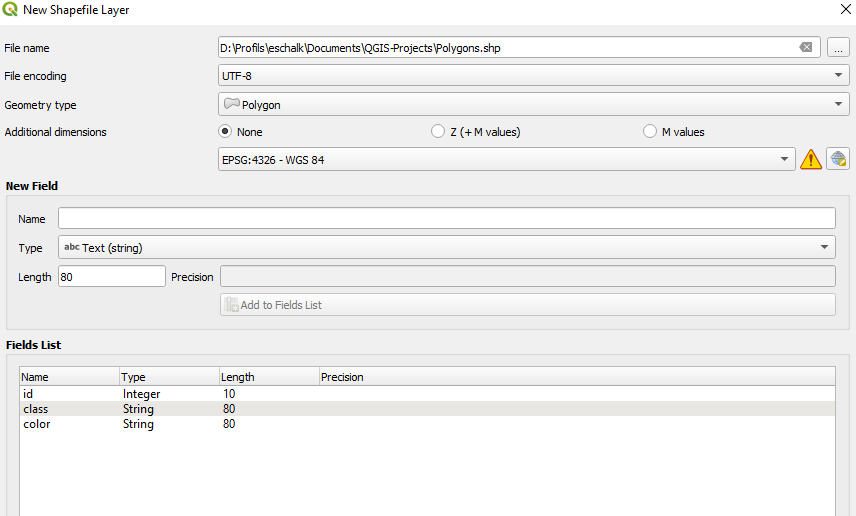 New Shapefile Layer
File name D:\Profils\eschalk\Documents\QGIS-Projects\Polygons.shp ...
File encoding UTF-8
Geometry type Polygon
Additional dimensions None Z (+ M values) M values
EPSG:4326 - WGS 84
New Field
Name
Type abc Text (string)
Length 80 Precision
Add to Fields List
Fields List
Name Type Length Precision
id Integer 10
class String 80
color String 80